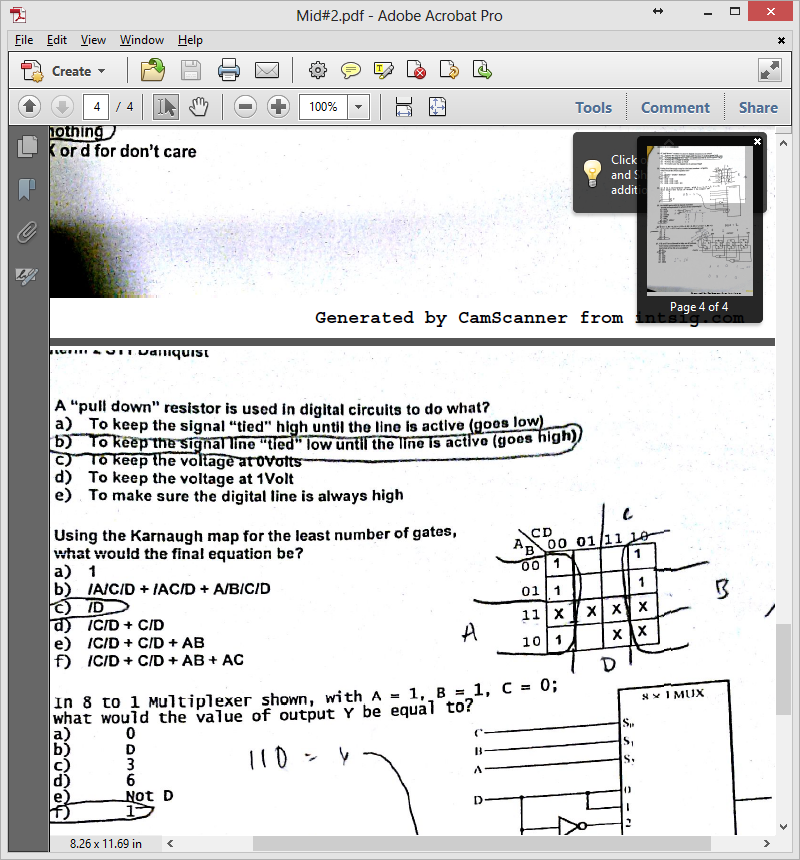 Mid#2.pdf - Adobe Acrobat Pro
File Edit View Window Help
Create
4 / 4 100% Tools Comment Share
nothing
X or d for don't care
Click
and Sh
additio
Page 4 of 4
Generated by CamScanner from intsig.com
A "pull down" resistor is used in digital circuits to do what?
a) To keep the signal "tied" high until the line is active (goes low)
b) To keep the signal line "tied" low until the line is active (goes high)
c) To keep the voltage at 0Volts
d) To keep the voltage at 1Volt
e) To make sure the digital line is always high
Using the Karnaugh map for the least number of gates,
what would the final equation be?
a) 1
b) /A/C/D + /AC/D + A/B/C/D
c) /D
d) /C/D + C/D
e) /C/D + C/D + AB
f) /C/D + C/D + AB + AC
C
CD
A B 00 01 11 10
00 1 1
01 1 1
11 X X X X
10 1 X X
A
B
D
In 8 to 1 Multiplexer shown, with A = 1, B = 1, C = 0;
what would the value of output Y be equal to?
a) 0
b) D
c) 3
d) 6
e) Not D
f) 1
110 =
8 × 1 MUX
C S0
B S1
A S2
D 0
1
2
8.26 x 11.69 in